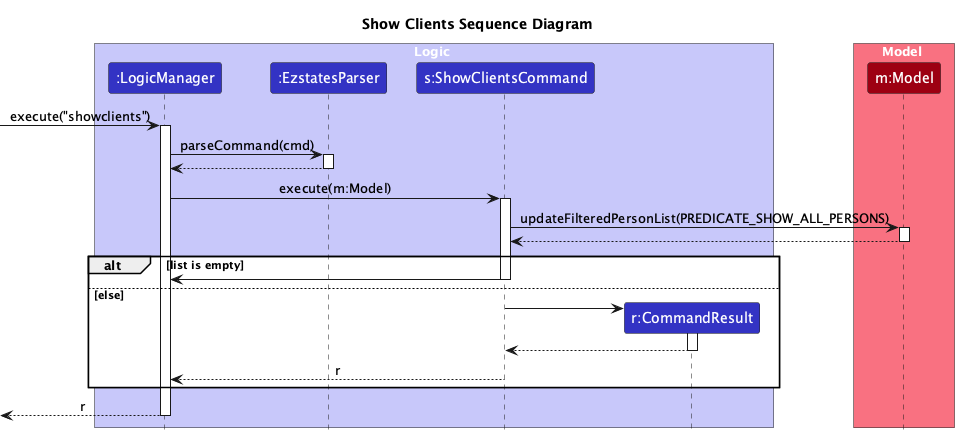 Show Clients Sequence Diagram
Logic
Model
:LogicManager
:EzstatesParser
s:ShowClientsCommand
m:Model
execute("showclients")
parseCommand(cmd)
execute(m:Model)
updateFilteredPersonList(PREDICATE_SHOW_ALL_PERSONS)
alt
[list is empty]
[else]
r:CommandResult
r
r